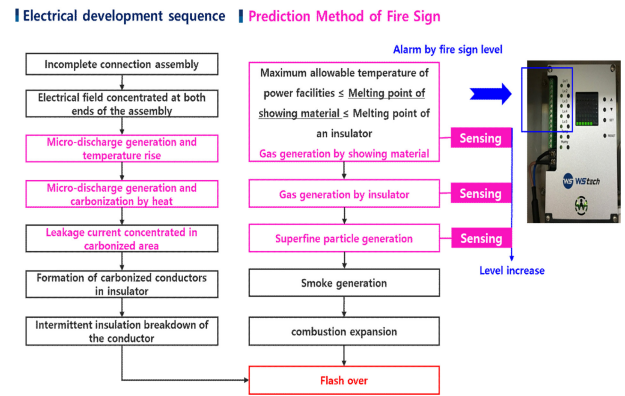 Electrical development sequence
Prediction Method of Fire Sign
Incomplete connection assembly
Electrical field concentrated at both
ends of the assembly
Micro-discharge generation and
temperature rise
Micro-discharge generation and
carbonization by heat
Leakage current concentrated in
carbonized area
Formation of carbonized conductors
in insulator
Intermittent insulation breakdown of
the conductor
Maximum allowable temperature of
power facilities ≤ Melting point of
showing material ≤ Melting point of
an insulator
Gas generation by showing material
Gas generation by insulator
Superfine particle generation
Smoke generation
combustion expansion
Flash over
Sensing
Sensing
Sensing
Level increase
Alarm by fire sign level
WS WStech